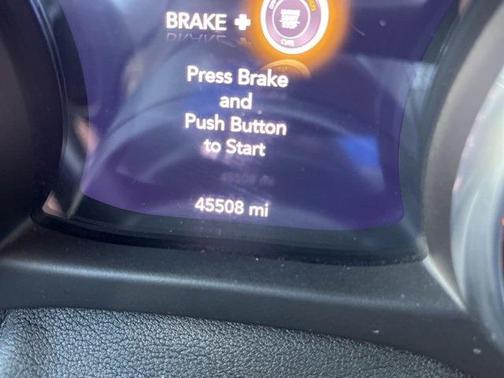 BRAKE +
Press Brake
and
Push Button
to Start
45508 mi